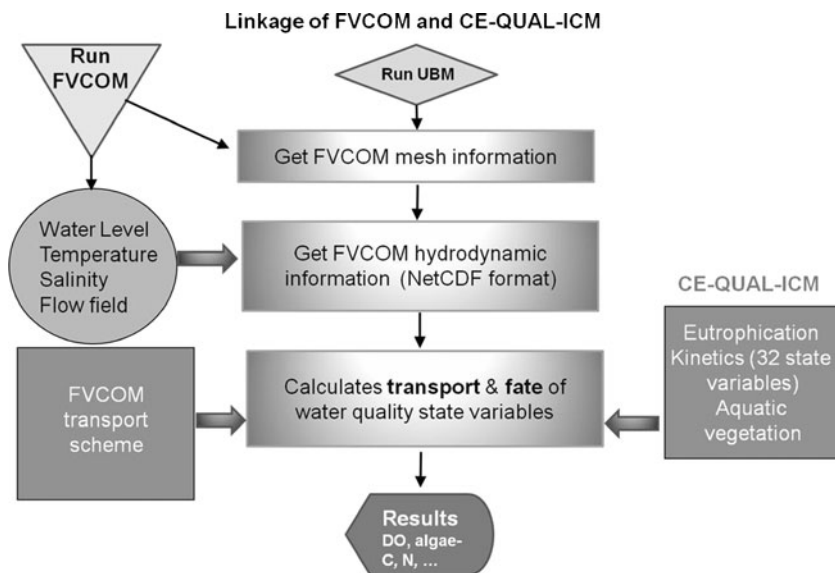 Linkage of FVCOM and CE-QUAL-ICM
Run
FVCOM
Run UBM
Get FVCOM mesh information
Water Level
Temperature
Salinity
Flow field
Get FVCOM hydrodynamic
information (NetCDF format)
CE-QUAL-ICM
Eutrophication
Kinetics (32 state
variables)
Aquatic
vegetation
FVCOM
transport
scheme
Calculates transport & fate of
water quality state variables
Results
DO, algae-
C, N, ...